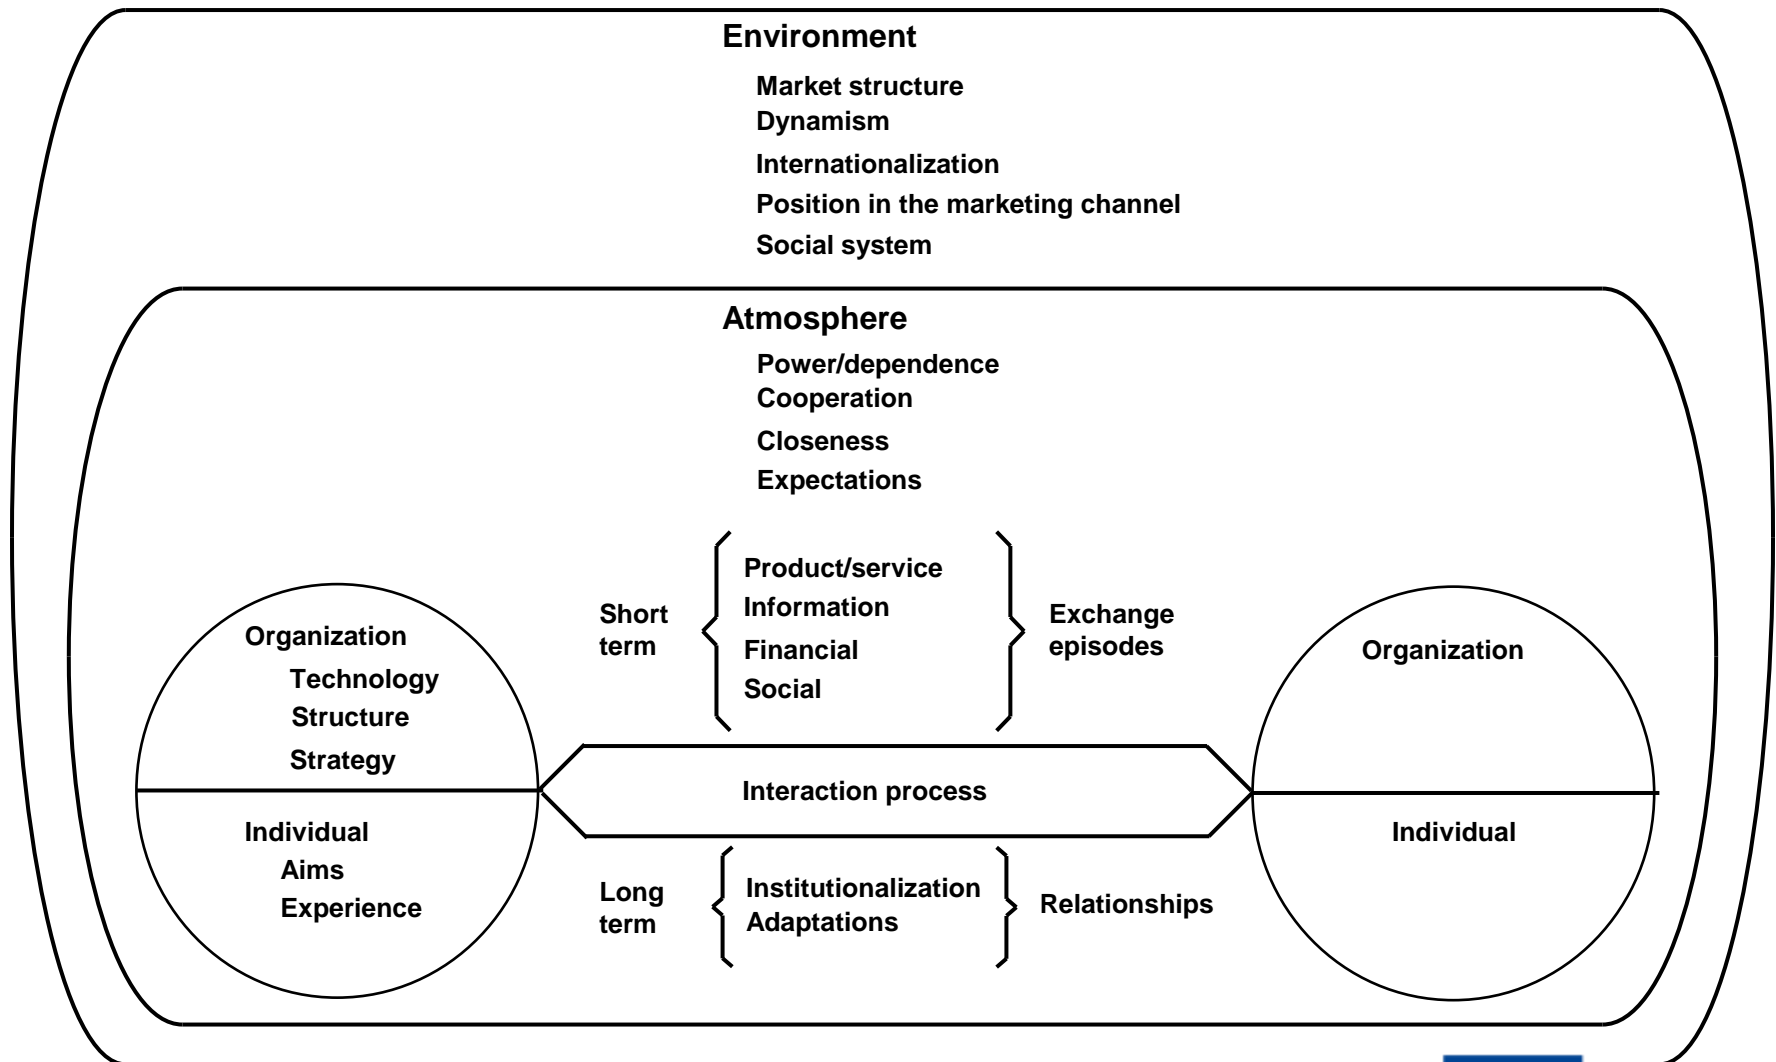 Environment
Market structure
Dynamism
Internationalization
Position in the marketing channel
Social system
Atmosphere
Power/dependence
Cooperation
Closeness
Expectations
Organization
Technology
Structure
Strategy
Individual
Aims
Experience
Short
term
Product/service
Information
Financial
Social
Exchange
episodes
Interaction process
Long
term
Institutionalization
Adaptations
Relationships
Organization
Individual